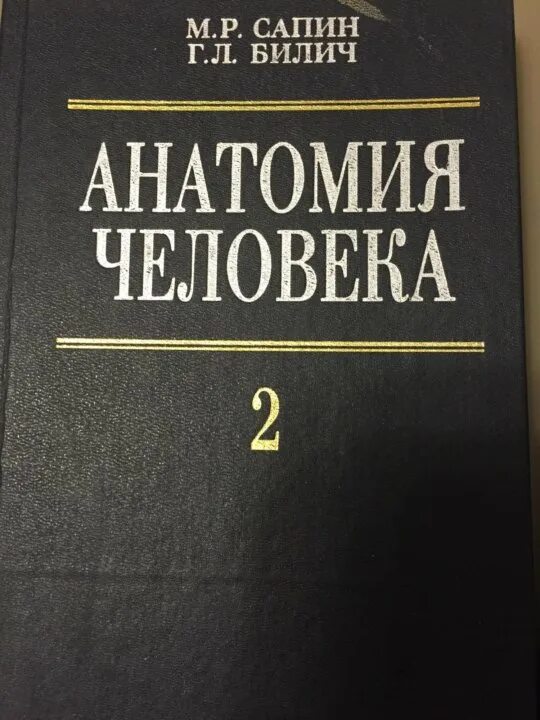 М.Р. САПИН
Г.Л. БИЛИЧ
АНАТОМИЯ
ЧЕЛОВЕКА
2